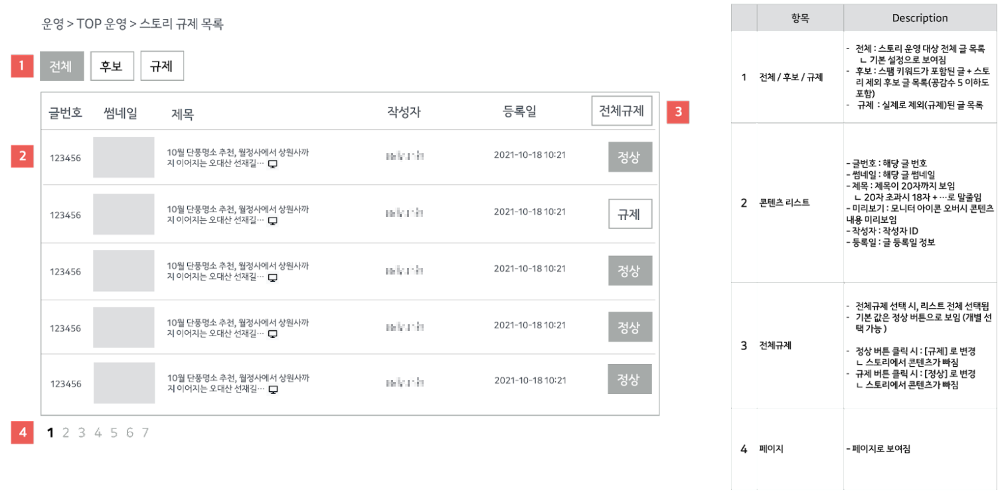 운영 > TOP 운영 > 스토리 규제 목록
1
전체
후보
규제
글번호
썸네일
제목
작성자
등록일
전체규제
3
2
123456
10월 단풍명소 추천, 월정사에서 상원사까
지 이어지는 오대산 선재길…
2021-10-18 10:21
정상
123456
10월 단풍명소 추천, 월정사에서 상원사까
지 이어지는 오대산 선재길…
2021-10-18 10:21
규제
123456
10월 단풍명소 추천, 월정사에서 상원사까
지 이어지는 오대산 선재길…
2021-10-18 10:21
정상
123456
10월 단풍명소 추천, 월정사에서 상원사까
지 이어지는 오대산 선재길…
2021-10-18 10:21
정상
123456
10월 단풍명소 추천, 월정사에서 상원사까
지 이어지는 오대산 선재길…
2021-10-18 10:21
정상
4
1 2 3 4 5 6 7
항목
Description
1
전체 / 후보 / 규제
- 전체 : 스토리 운영 대상 전체 글 목록
ㄴ 기본 설정으로 보여짐
- 후보 : 스팸 키워드가 포함된 글 + 스토
리 제외 후보 글 목록(공감수 5 이하도
포함)
- 규제 : 실제로 제외(규제)된 글 목록
2
콘텐츠 리스트
- 글번호 : 해당 글 번호
- 썸네일 : 해당 글 썸네일
- 제목 : 제목이 20자까지 보임
ㄴ 20자 초과시 18자 + …로 말줄임
- 미리보기 : 모니터 아이콘 오버시 콘텐츠
내용 미리보임
- 작성자 : 작성자 ID
- 등록일 : 글 등록일 정보
3
전체규제
- 전체규제 선택 시, 리스트 전체 선택됨
- 기본 값은 정상 버튼으로 보임 (개별 선
택 가능 )
- 정상 버튼 클릭 시 : [규제] 로 변경
ㄴ 스토리에서 콘텐츠가 빠짐
- 규제 버튼 클릭 시 : [정상] 로 변경
ㄴ 스토리에서 콘텐츠가 빠짐
4
페이지
- 페이지로 보여짐